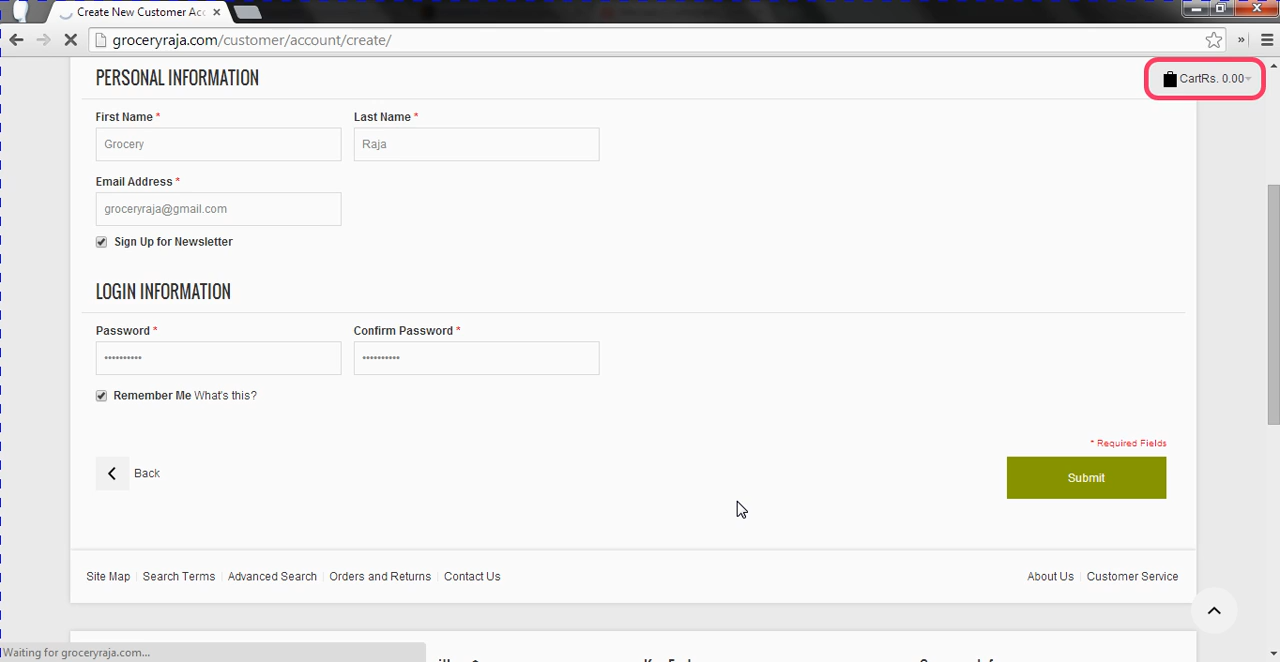 Create New Customer Acc
groceryraja.com/customer/account/create/
PERSONAL INFORMATION
CartRs. 0.00
First Name * Last Name *
Grocery Raja
Email Address *
groceryraja@gmail.com
Sign Up for Newsletter
LOGIN INFORMATION
Password * Confirm Password *
•••••••••• ••••••••••
Remember Me What's this?
* Required Fields
Back Submit
Site Map Search Terms Advanced Search Orders and Returns Contact Us About Us Customer Service
Waiting for groceryraja.com...